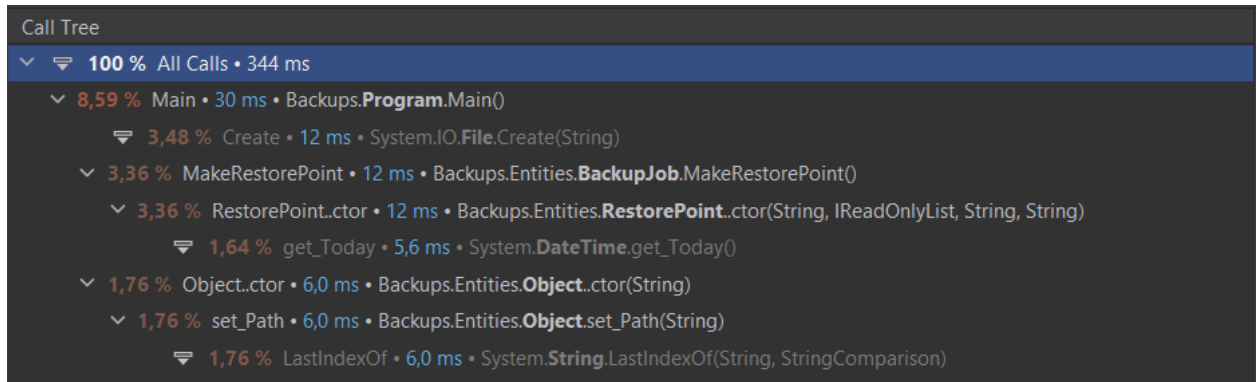 Call Tree
100 % All Calls • 344 ms
8,59 % Main • 30 ms • Backups.Program.Main()
3,48 % Create • 12 ms • System.IO.File.Create(String)
3,36 % MakeRestorePoint • 12 ms • Backups.Entities.BackupJob.MakeRestorePoint()
3,36 % RestorePoint..ctor • 12 ms • Backups.Entities.RestorePoint..ctor(String, IReadOnlyList, String, String)
1,64 % get_Today • 5,6 ms • System.DateTime.get_Today()
1,76 % Object..ctor • 6,0 ms • Backups.Entities.Object..ctor(String)
1,76 % set_Path • 6,0 ms • Backups.Entities.Object.set_Path(String)
1,76 % LastIndexOf • 6,0 ms • System.String.LastIndexOf(String, StringComparison)